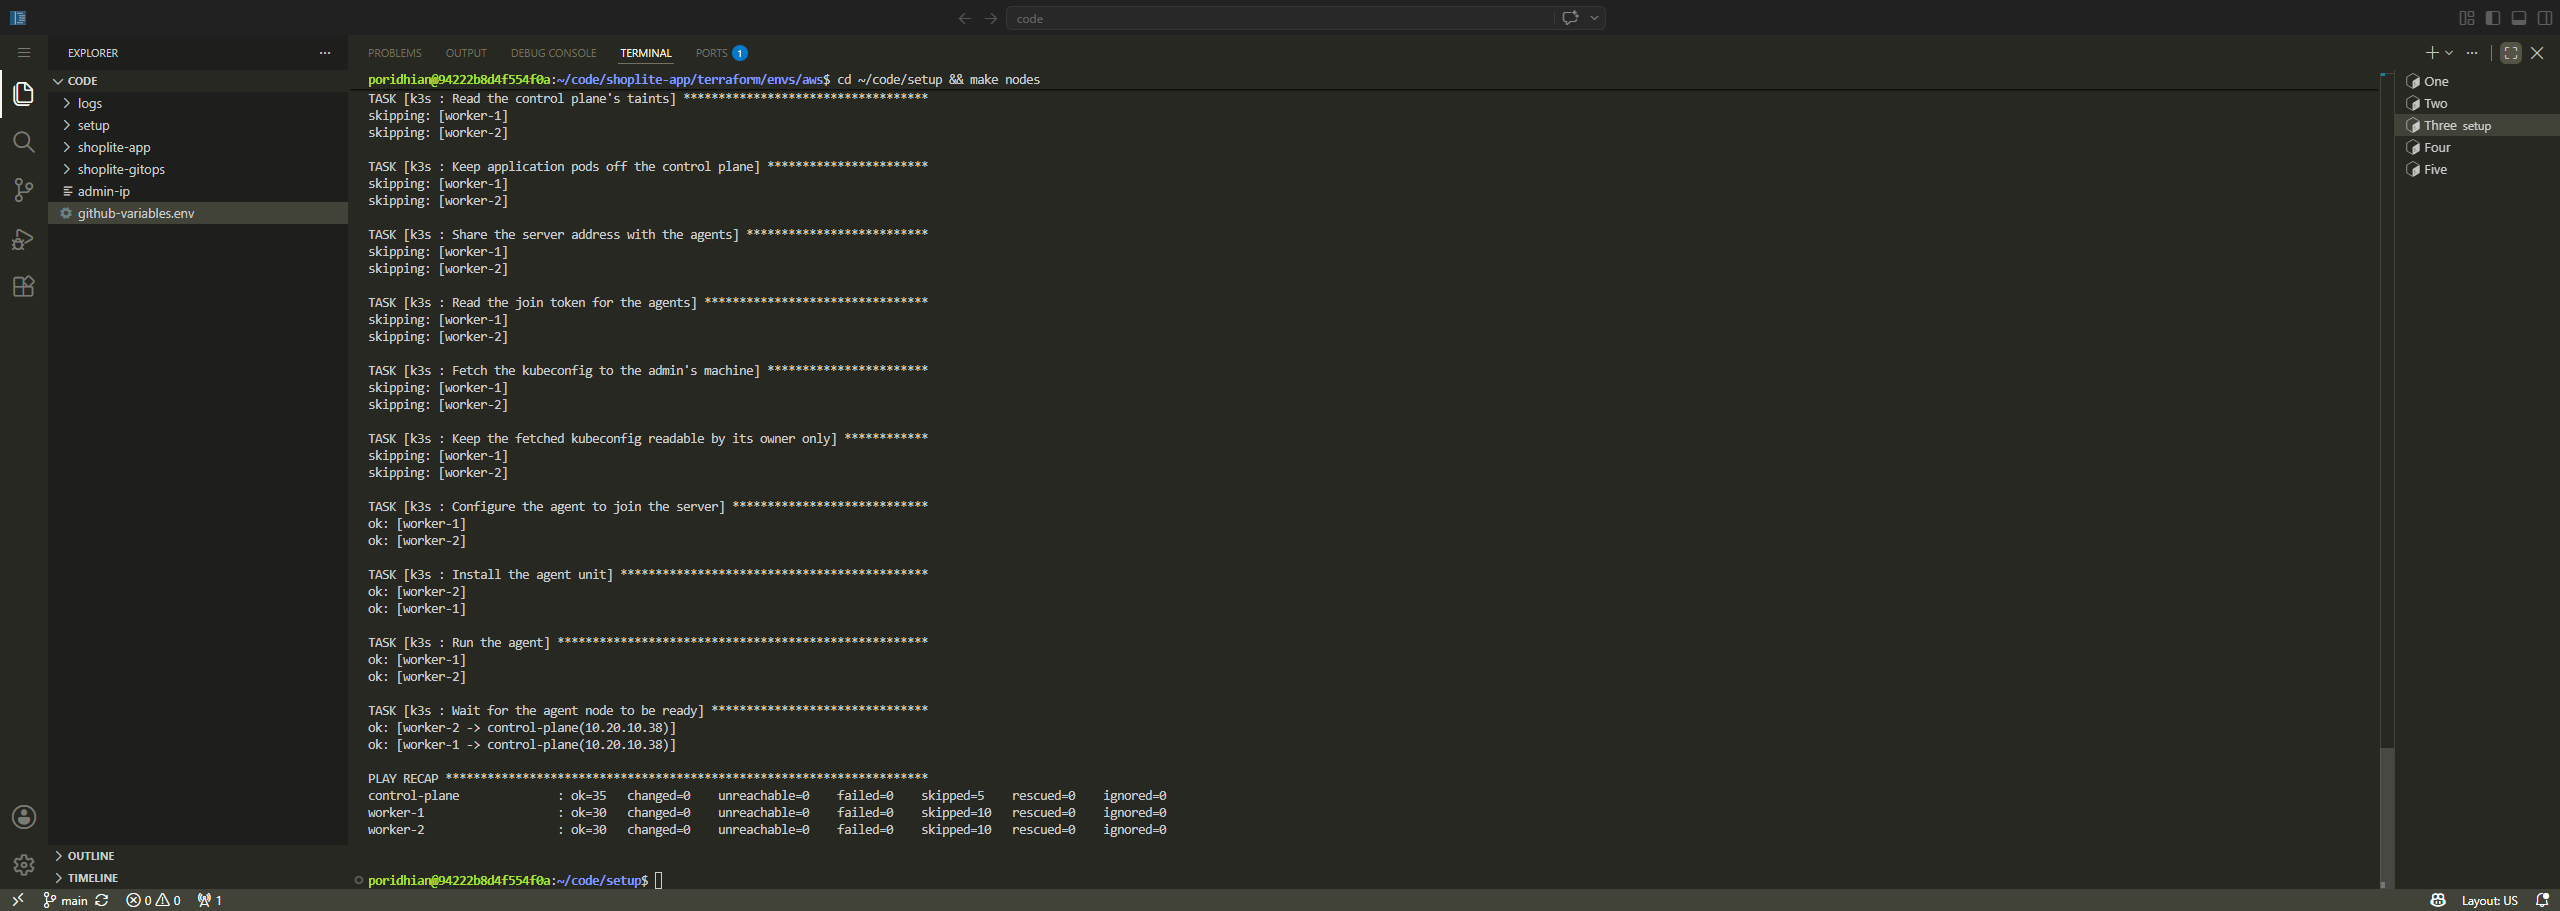 code
EXPLORER
CODE
logs
setup
shoplite-app
shoplite-gitops
admin-ip
github-variables.env
OUTLINE
TIMELINE
PROBLEMS OUTPUT DEBUG CONSOLE TERMINAL PORTS 1
poridhian@94222b8d4f554f0a:~/code/shoplite-app/terraform/envs/aws$ cd ~/code/setup && make nodes
TASK [k3s : Read the control plane's taints] ***********************************
skipping: [worker-1]
skipping: [worker-2]
TASK [k3s : Keep application pods off the control plane] ***********************
skipping: [worker-1]
skipping: [worker-2]
TASK [k3s : Share the server address with the agents] **************************
skipping: [worker-1]
skipping: [worker-2]
TASK [k3s : Read the join token for the agents] ********************************
skipping: [worker-1]
skipping: [worker-2]
TASK [k3s : Fetch the kubeconfig to the admin's machine] ***********************
skipping: [worker-1]
skipping: [worker-2]
TASK [k3s : Keep the fetched kubeconfig readable by its owner only] ************
skipping: [worker-1]
skipping: [worker-2]
TASK [k3s : Configure the agent to join the server] ****************************
ok: [worker-1]
ok: [worker-2]
TASK [k3s : Install the agent unit] ********************************************
ok: [worker-2]
ok: [worker-1]
TASK [k3s : Run the agent] *****************************************************
ok: [worker-1]
ok: [worker-2]
TASK [k3s : Wait for the agent node to be ready] *******************************
ok: [worker-2 -> control-plane(10.20.10.38)]
ok: [worker-1 -> control-plane(10.20.10.38)]
PLAY RECAP *********************************************************************
control-plane : ok=35 changed=0 unreachable=0 failed=0 skipped=5 rescued=0 ignored=0
worker-1 : ok=30 changed=0 unreachable=0 failed=0 skipped=10 rescued=0 ignored=0
worker-2 : ok=30 changed=0 unreachable=0 failed=0 skipped=10 rescued=0 ignored=0
poridhian@94222b8d4f554f0a:~/code/setup$
One
Two
Three setup
Four
Five
main 0 0 1
Layout: US